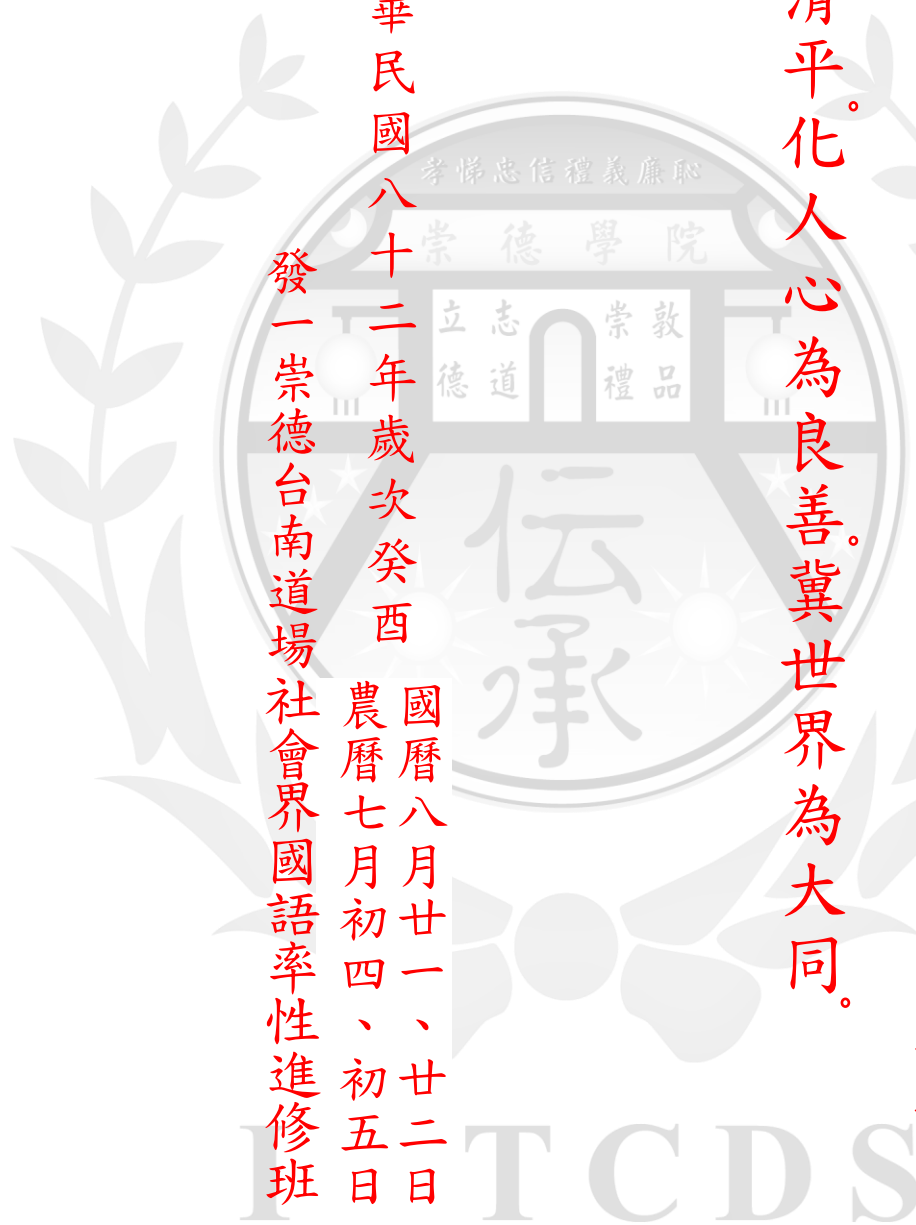 清平。化人心為良善。冀世界為大同。
華民國八十二年歲次癸酉
國曆八月廿一、廿二日
農曆七月初四、初五日
發一崇德台南道場社會界國語率性進修班
孝悌忠信禮義廉恥
崇德學院
立志 崇敦
德道 禮品
伝承
TCDS